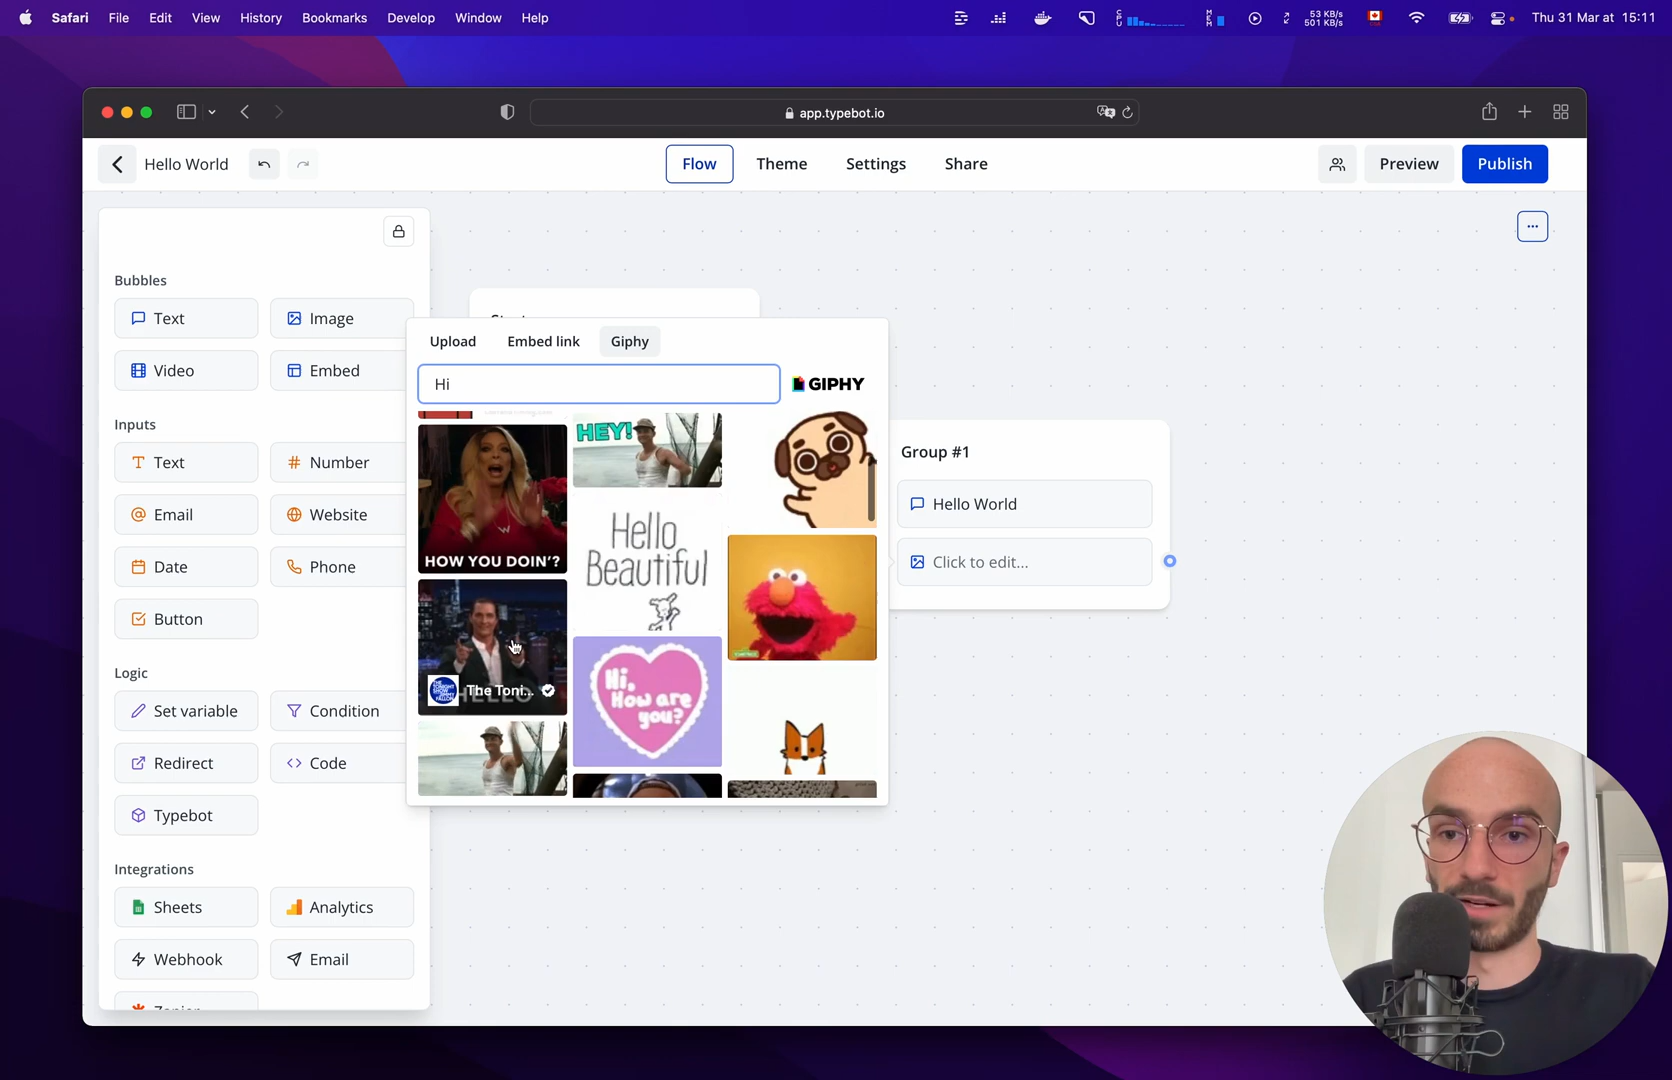 Safari File Edit View History Bookmarks Develop Window Help
CPU MEM 53 KB/s 501 KB/s Thu 31 Mar at 15:11
app.typebot.io
Hello World Flow Theme Settings Share Preview Publish
Bubbles
Text Image
Video Embed
Inputs
Text Number
Email Website
Date Phone
Button
Logic
Set variable Condition
Redirect Code
Typebot
Integrations
Sheets Analytics
Webhook Email
Upload Embed link Giphy
Hi GIPHY
HEY!
HOW YOU DOIN'?
Hello
Beautiful
The Toni...
HELLO
Hi,
How are
you?
Group #1
Hello World
Click to edit...